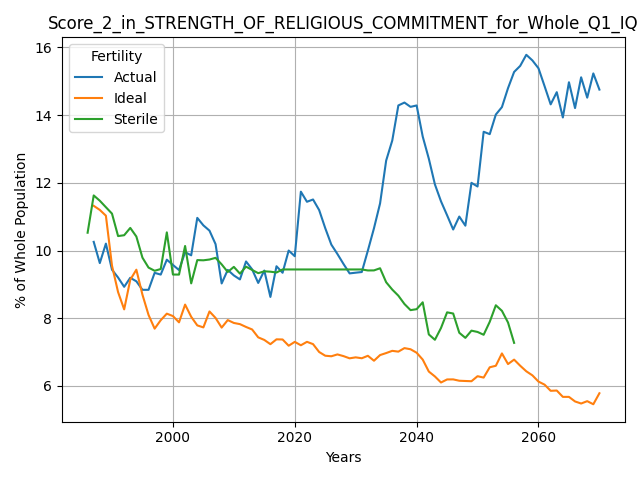 Score_2_in_STRENGTH_OF_RELIGIOUS_COMMITMENT_for_Whole_Q1_IQ
16
14
12
10
8
6
% of Whole Population
Fertility
Actual
Ideal
Sterile
2000
2020
2040
2060
Years